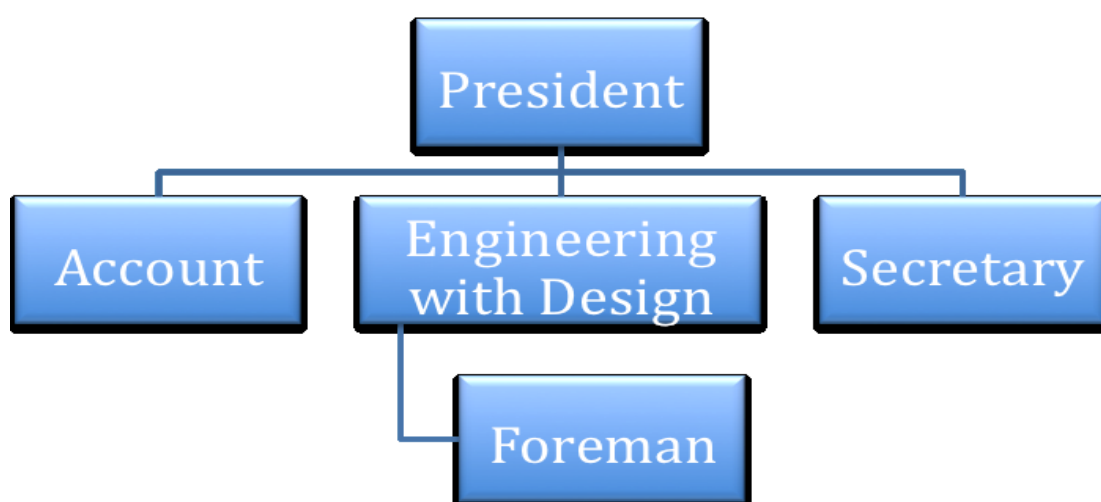 President
Account
Engineering
with Design
Secretary
Foreman